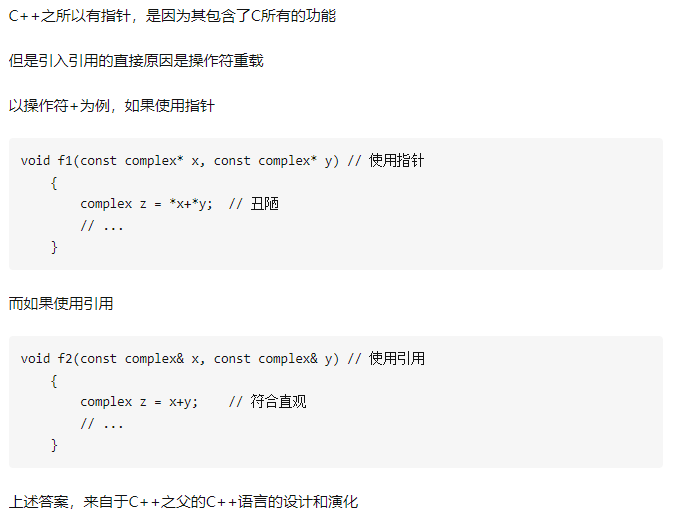 C++之所以有指针，是因为其包含了C所有的功能
但是引入引用的直接原因是操作符重载
以操作符+为例，如果使用指针
void f1(const complex* x, const complex* y) // 使用指针
{
complex z = *x+*y;  // 丑陋
// ...
}
而如果使用引用
void f2(const complex& x, const complex& y) // 使用引用
{
complex z = x+y;    // 符合直观
// ...
}
上述答案，来自于C++之父的C++语言的设计和演化